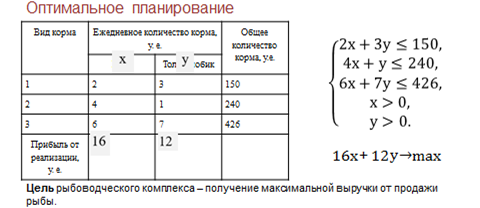 Оптимальное планирование
Вид корма
Ежедневное количество корма,
у. е.
Общее
количество
корма, у.е.
x
y
1 2 3 150
2 4 1 240
3 6 7 426
Прибыль от
реализации,
у. е.
16 12
2x + 3y ≤ 150,
4x + y ≤ 240,
6x + 7y ≤ 426,
x > 0,
y > 0.
16x+ 12y→max
Цель рыбоводческого комплекса – получение максимальной выручки от продажи
рыбы.